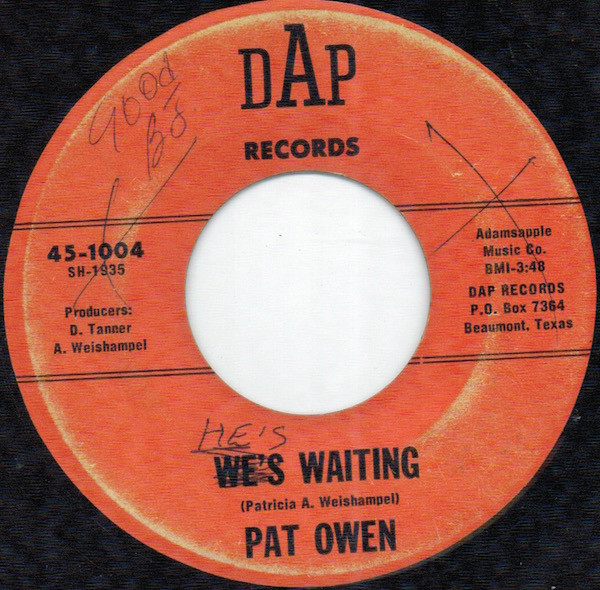 DAP
RECORDS
good
BJ
45-1004
SH-1935
Producers:
D. Tanner
A. Weishampel
Adamsapple
Music Co.
BMI-3:48
DAP RECORDS
P.O. Box 7364
Beaumont, Texas
HE'S
WE'S WAITING
(Patricia A. Weishampel)
PAT OWEN